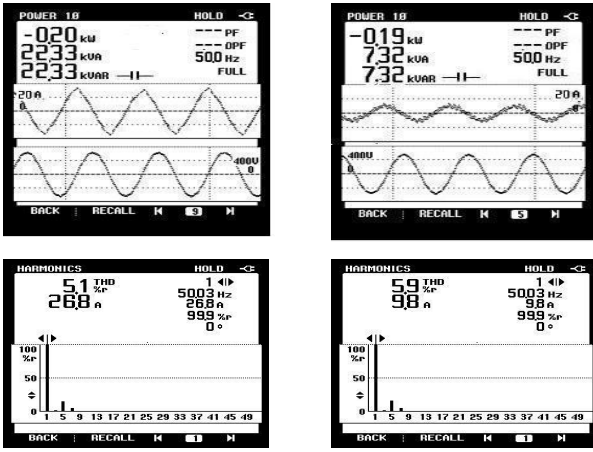 POWER 1Ø HOLD
-0.20 kW --- PF
22.33 kVA --- DPF
22.33 kVAR 50.0 Hz
FULL
20 A
0
400V
0
BACK RECALL 9
POWER 1Ø HOLD
-0.19 kW --- PF
7.32 kVA --- DPF
7.32 kVAR 50.0 Hz
FULL
20 A
0
400V
0
BACK RECALL 5
HARMONICS HOLD
5.1 THD %r 1
26.8 A 50.03 Hz
26.8 A
99.9 %r
0 °
100
%r
50
0
1 5 9 13 17 21 25 29 33 37 41 45 49
BACK RECALL 1
HARMONICS HOLD
5.9 THD %r 1
9.8 A 50.03 Hz
9.8 A
99.9 %r
0 °
100
%r
50
0
1 5 9 13 17 21 25 29 33 37 41 45 49
BACK RECALL 1